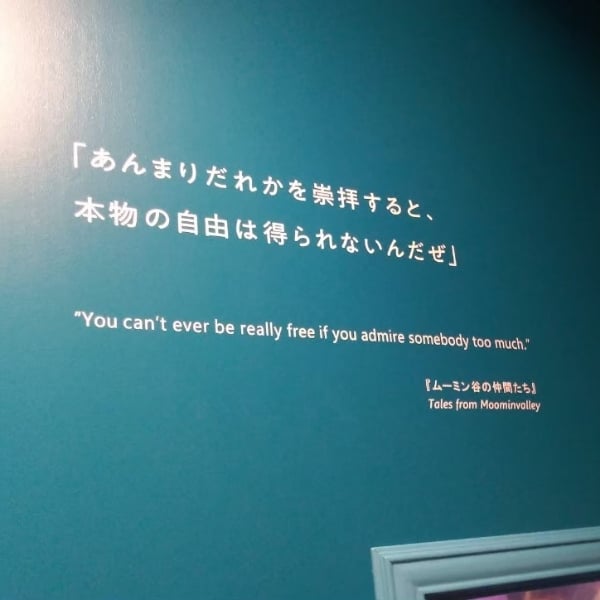 「あんまりだれかを崇拝すると、
本物の自由は得られないんだぜ」
"You can't ever be really free if you admire somebody too much."
『ムーミン谷の仲間たち』
Tales from Moominvalley